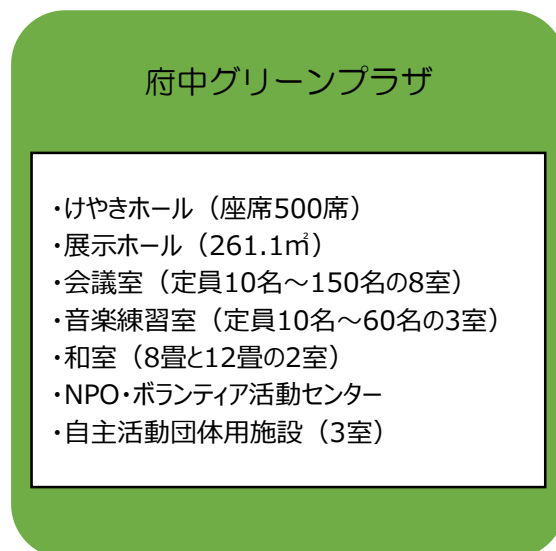 府中グリーンプラザ
・けやきホール（座席500席）
・展示ホール（261.1㎡）
・会議室（定員10名～150名の8室）
・音楽練習室（定員10名～60名の3室）
・和室（8畳と12畳の2室）
・NPO・ボランティア活動センター
・自主活動団体用施設（3室）